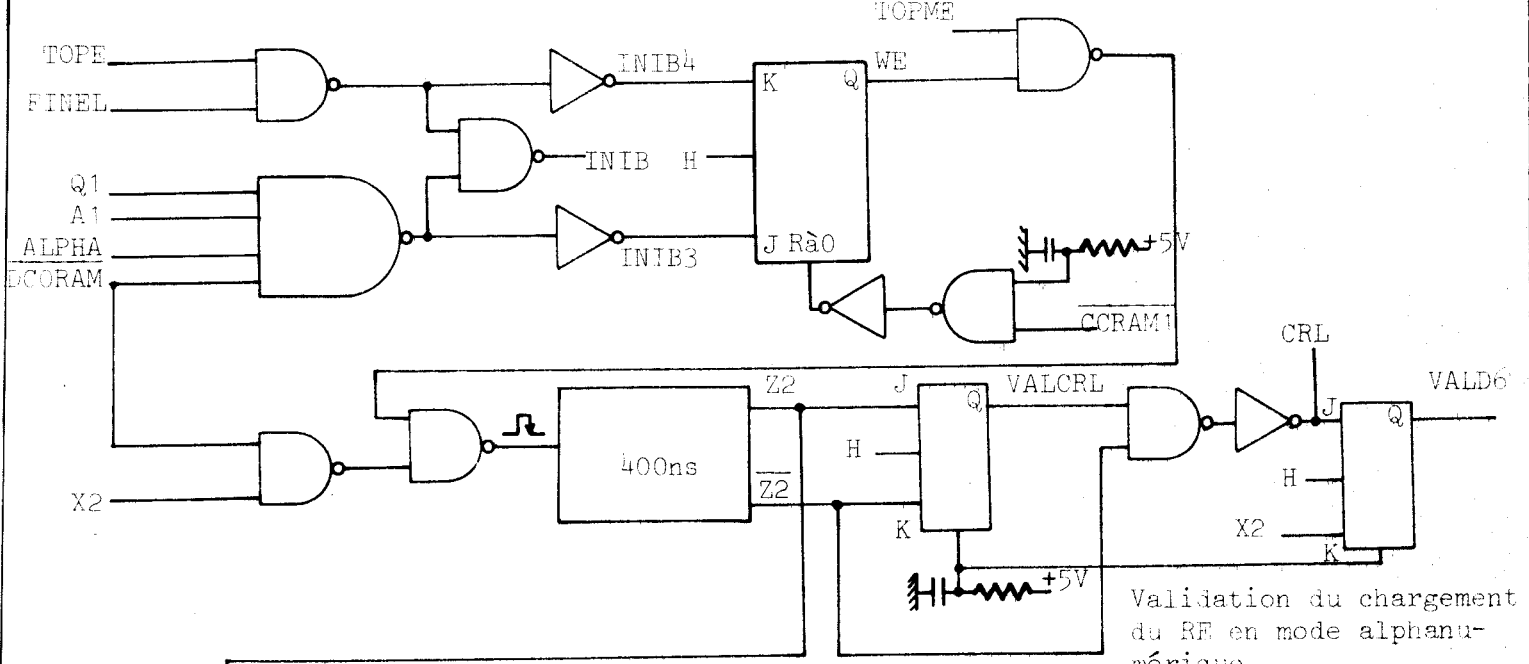 TOPME
TOPE
INIB4
K
Q
WE
FINEL
INIB
H
Q1
A1
ALPHA
DCORAM
INIB3
J RàO
+5V
CCRAM1
CRL
Z2
J
Q
VALCRL
J
Q
VALD6
400ns
H
Z2
H
X2
K
X2
K
+5V
Validation du chargement
du RE en mode alphanu-
mérique